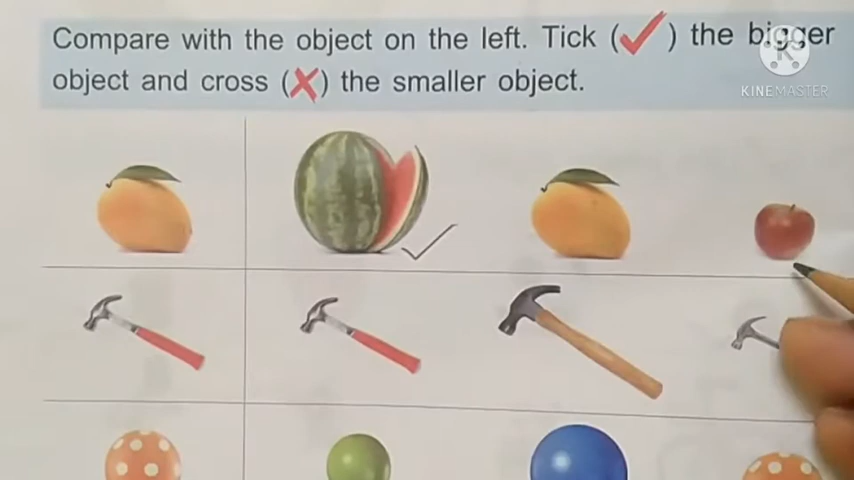 Compare with the object on the left. Tick (✓) the bigger
object and cross (✗) the smaller object.
K
KINEMASTER